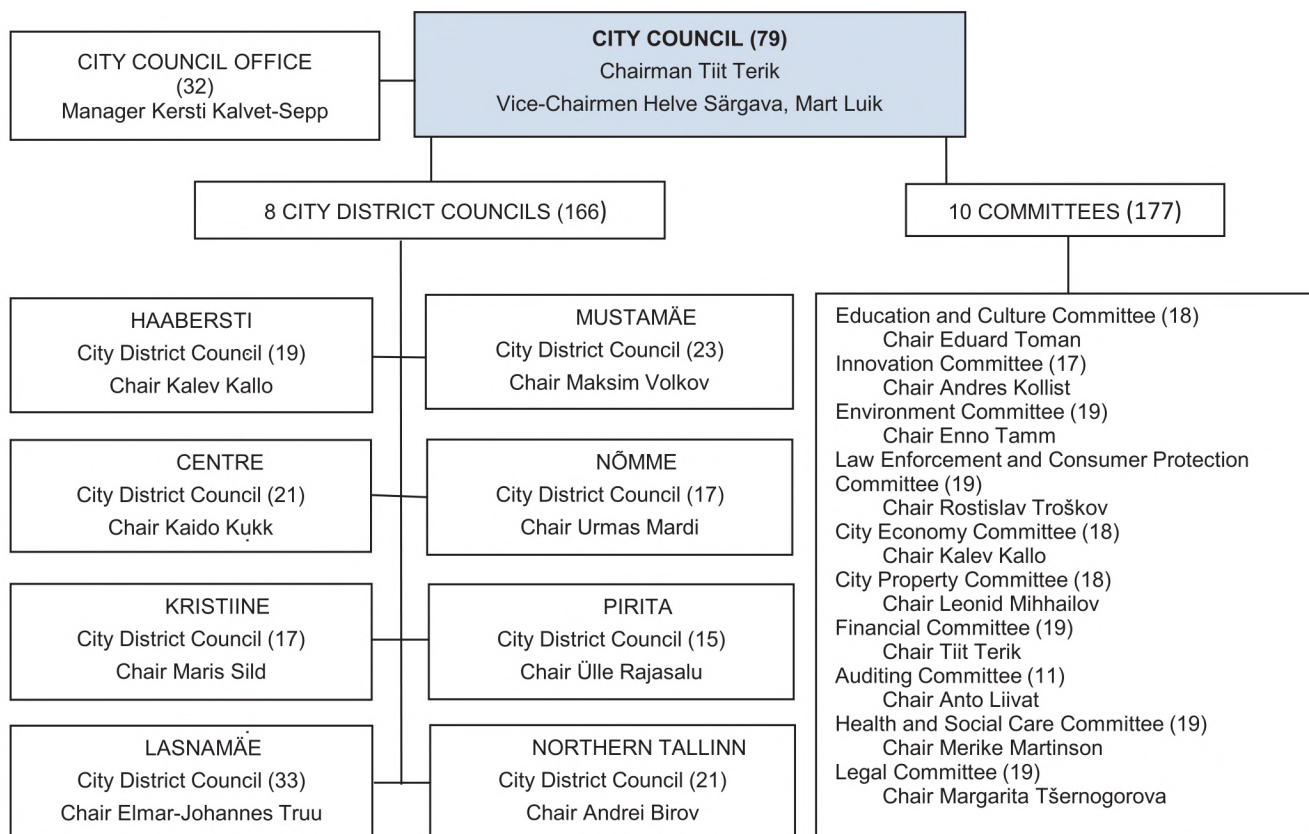 CITY COUNCIL OFFICE
(32)
Manager Kersti Kalvet-Sepp
CITY COUNCIL (79)
Chairman Tiit Terik
Vice-Chairmen Helve Särgava, Mart Luik
8 CITY DISTRICT COUNCILS (166)
10 COMMITTEES (177)
HAABERSTI
City District Council (19)
Chair Kalev Kallo
MUSTAMÄE
City District Council (23)
Chair Maksim Volkov
CENTRE
City District Council (21)
Chair Kaido Kukk
NÕMME
City District Council (17)
Chair Urmas Mardi
KRISTIINE
City District Council (17)
Chair Maris Sild
PIRITA
City District Council (15)
Chair Ülle Rajasalu
LASNAMÄE
City District Council (33)
Chair Elmar-Johannes Truu
NORTHERN TALLINN
City District Council (21)
Chair Andrei Birov
Education and Culture Committee (18)
Chair Eduard Toman
Innovation Committee (17)
Chair Andres Kollist
Environment Committee (19)
Chair Enno Tamm
Law Enforcement and Consumer Protection
Committee (19)
Chair Rostislav Troškov
City Economy Committee (18)
Chair Kalev Kallo
City Property Committee (18)
Chair Leonid Mihhailov
Financial Committee (19)
Chair Tiit Terik
Auditing Committee (11)
Chair Anto Liivat
Health and Social Care Committee (19)
Chair Merike Martinson
Legal Committee (19)
Chair Margarita Tšernogorova